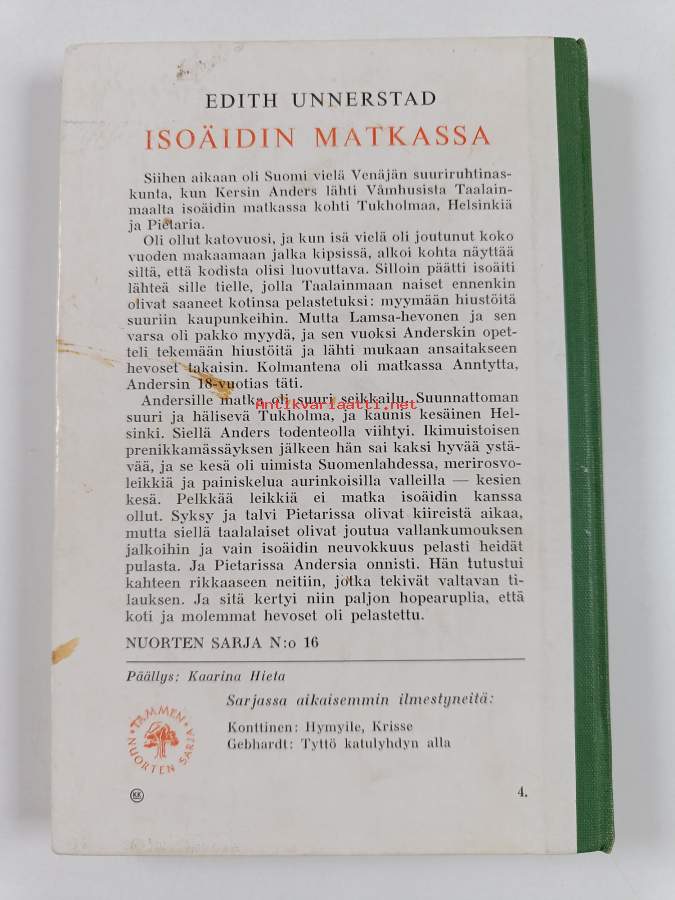 EDITH UNNERSTAD
ISOÄIDIN MATKASSA
Siihen aikaan oli Suomi vielä Venäjän suuriruhtinas-
kunta, kun Kersin Anders lähti Våmhusista Taalain-
maalta isoäidin matkassa kohti Tukholmaa, Helsinkiä
ja Pietaria.
Oli ollut katovuosi, ja kun isä vielä oli joutunut koko
vuoden makaamaan jalka kipsissä, alkoi kohta näyttää
siltä, että kodista olisi luovuttava. Silloin päätti isoäiti
lähteä sille tielle, jolla Taalainmaan naiset ennenkin
olivat saaneet kotinsa pelastetuksi: myymään hiustöitä
suuriin kaupunkeihin. Mutta Lamsa-hevonen ja sen
varsa oli pakko myydä, ja sen vuoksi Anderskin opet-
teli tekemään hiustöitä ja lähti mukaan ansaitakseen
hevoset takaisin. Kolmantena oli matkassa Anntytta,
Andersin 18-vuotias täti.
Andersille matka oli suuri seikkailu. Suunnattoman
Antikvariaatti.net
suuri ja hälisevä Tukholma, ja kaunis kesäinen Hel-
sinki. Siellä Anders todenteolla viihtyi. Ikimuistoisen
prenikkamässäyksen jälkeen hän sai kaksi hyvää ystä-
vää, ja se kesä oli uimista Suomenlahdessa, merirosvo-
leikkiä ja painiskelua aurinkoisilla valleilla — kesien
kesä. Pelkkää leikkiä ei matka isoäidin kanssa
ollut. Syksy ja talvi Pietarissa olivat kiireistä aikaa,
mutta siellä taalalaiset olivat joutua vallankumouksen
jalkoihin ja vain isoäidin neuvokkuus pelasti heidät
pulasta. Ja Pietarissa Andersia onnisti. Hän tutustui
kahteen rikkaaseen neitiin, jotka tekivät valtavan ti-
lauksen. Ja sitä kertyi niin paljon hopearuplia, että
koti ja molemmat hevoset oli pelastettu.
NUORTEN SARJA N:o 16
Päällys: Kaarina Hieta
Sarjassa aikaisemmin ilmestyneitä:
Konttinen: Hymyile, Krisse
Gebhardt: Tyttö katulyhdyn alla
TAMMEN NUORTEN SARJA
KK
4.